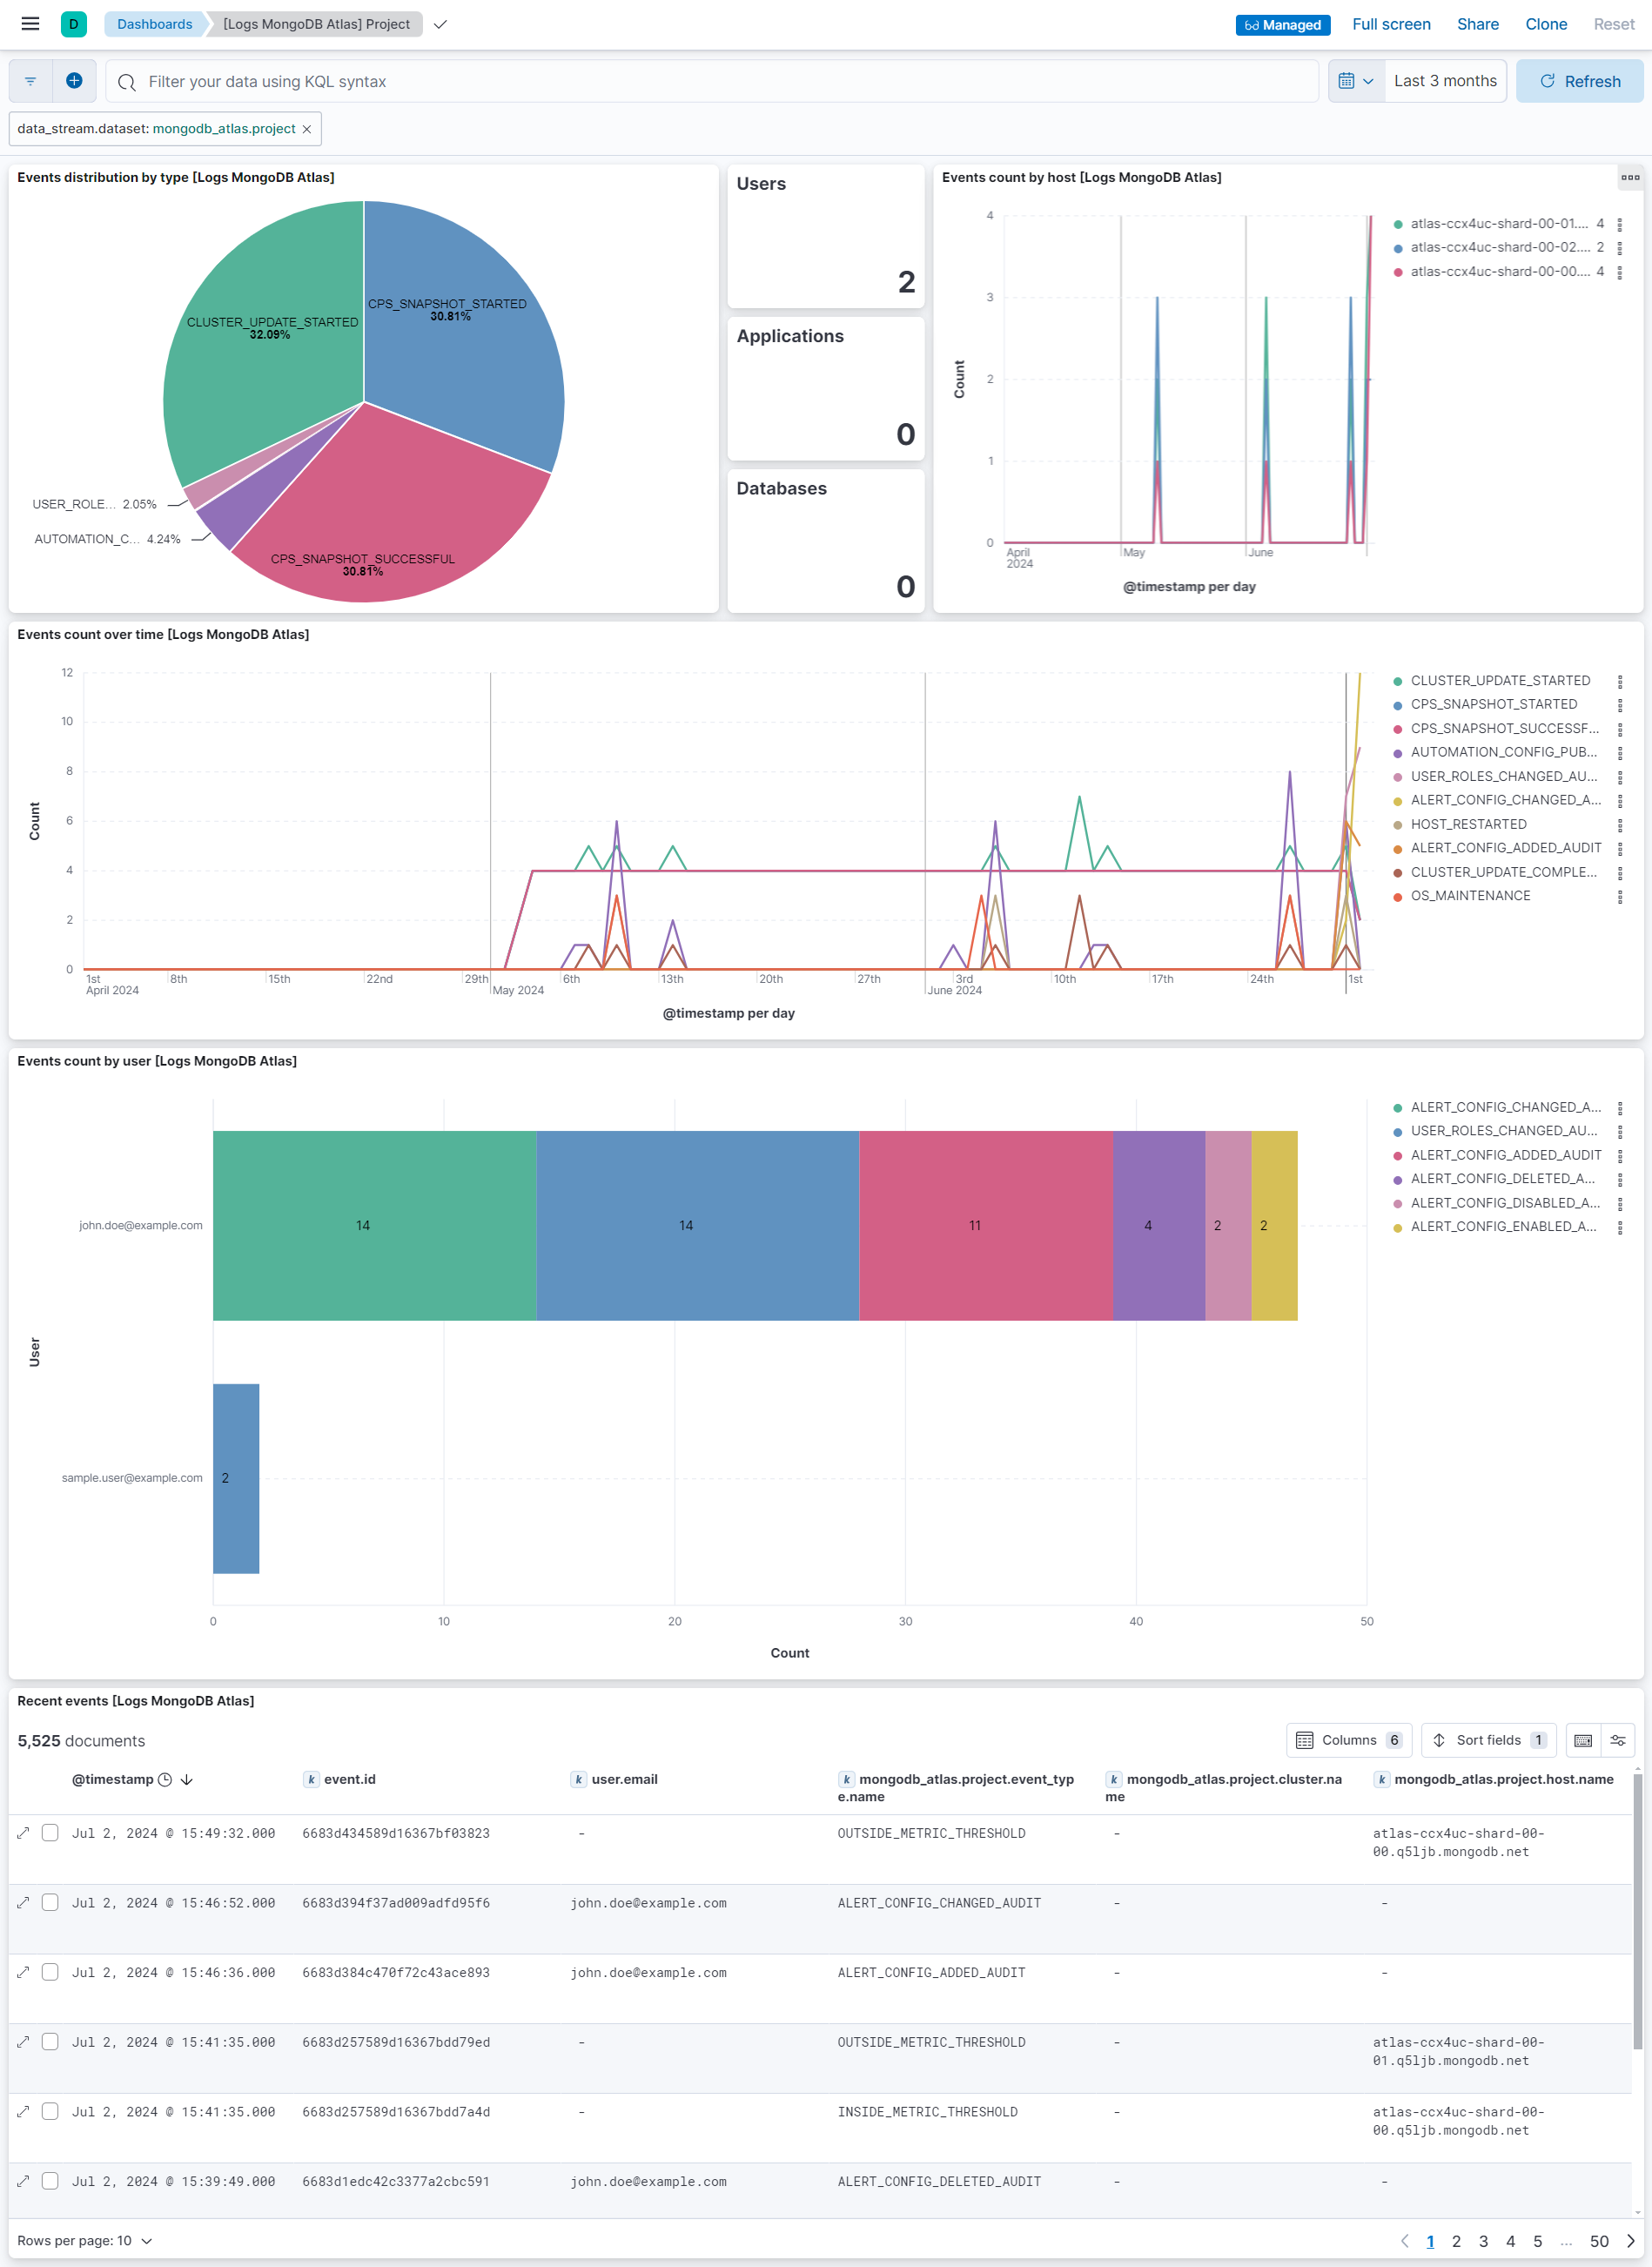 D Dashboards [Logs MongoDB Atlas] Project Managed Full screen Share Clone Reset
Filter your data using KQL syntax Last 3 months Refresh
data_stream.dataset: mongodb_atlas.project
Events distribution by type [Logs MongoDB Atlas]
CPS_SNAPSHOT_STARTED
30.81%
CLUSTER_UPDATE_STARTED
32.09%
USER_ROLE... 2.05%
AUTOMATION_C... 4.24%
CPS_SNAPSHOT_SUCCESSFUL
30.81%
Users
2
Applications
0
Databases
0
Events count by host [Logs MongoDB Atlas]
4
3
2
1
0
Count
April
2024
May
June
@timestamp per day
atlas-ccx4uc-shard-00-01.... 4
atlas-ccx4uc-shard-00-02.... 2
atlas-ccx4uc-shard-00-00.... 4
Events count over time [Logs MongoDB Atlas]
12
10
8
6
4
2
0
Count
1st 8th 15th 22nd 29th 6th 13th 20th 27th 3rd 10th 17th 24th 1st
April 2024 May 2024 June 2024
@timestamp per day
CLUSTER_UPDATE_STARTED
CPS_SNAPSHOT_STARTED
CPS_SNAPSHOT_SUCCESSF...
AUTOMATION_CONFIG_PUB...
USER_ROLES_CHANGED_AU...
ALERT_CONFIG_CHANGED_A...
HOST_RESTARTED
ALERT_CONFIG_ADDED_AUDIT
CLUSTER_UPDATE_COMPLE...
OS_MAINTENANCE
Events count by user [Logs MongoDB Atlas]
User
john.doe@example.com 14 14 11 4 2 2
sample.user@example.com 2
0 10 20 30 40 50
Count
ALERT_CONFIG_CHANGED_A...
USER_ROLES_CHANGED_AU...
ALERT_CONFIG_ADDED_AUDIT
ALERT_CONFIG_DELETED_A...
ALERT_CONFIG_DISABLED_A...
ALERT_CONFIG_ENABLED_A...
Recent events [Logs MongoDB Atlas]
5,525 documents Columns 6 Sort fields 1
@timestamp k event.id k user.email k mongodb_atlas.project.event_typ k mongodb_atlas.project.cluster.na k mongodb_atlas.project.host.name
e.name me
Jul 2, 2024 @ 15:49:32.000 6683d434589d16367bf03823 - OUTSIDE_METRIC_THRESHOLD - atlas-ccx4uc-shard-00-
00.q5ljb.mongodb.net
Jul 2, 2024 @ 15:46:52.000 6683d394f37ad009adfd95f6 john.doe@example.com ALERT_CONFIG_CHANGED_AUDIT - -
Jul 2, 2024 @ 15:46:36.000 6683d384c470f72c43ace893 john.doe@example.com ALERT_CONFIG_ADDED_AUDIT - -
Jul 2, 2024 @ 15:41:35.000 6683d257589d16367bdd79ed - OUTSIDE_METRIC_THRESHOLD - atlas-ccx4uc-shard-00-
01.q5ljb.mongodb.net
Jul 2, 2024 @ 15:41:35.000 6683d257589d16367bdd7a4d - INSIDE_METRIC_THRESHOLD - atlas-ccx4uc-shard-00-
00.q5ljb.mongodb.net
Jul 2, 2024 @ 15:39:49.000 6683d1edc42c3377a2cbc591 john.doe@example.com ALERT_CONFIG_DELETED_AUDIT - -
Rows per page: 10 1 2 3 4 5 ... 50